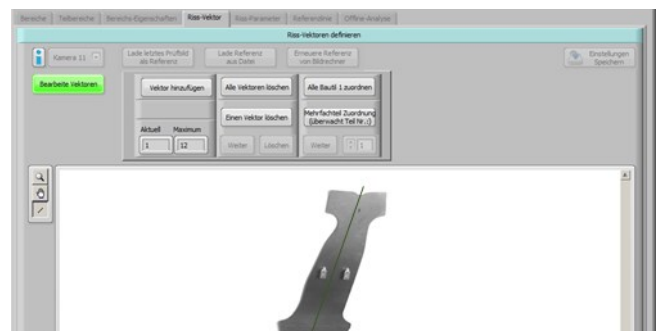 Bereiche
Teilbereiche
Bereichs-Eigenschaften
Riss-Vektor
Riss-Parameter
Referenzlinie
Offline-Analyse
Riss-Vektoren definieren
Kamera 11
Lade letztes Prüfbild
als Referenz
Lade Referenz
aus Datei
Erneuere Referenz
von Bildrechner
Einstellungen
Speichern
Bearbeite Vektoren
Vektor hinzufügen
Alle Vektoren löschen
Alle Bauteil 1 zuordnen
Einen Vektor löschen
Mehrfachteil Zuordnung
(überwacht Teil Nr.:)
Aktuell
Maximum
1
12
Weiter
Löschen
Weiter
1